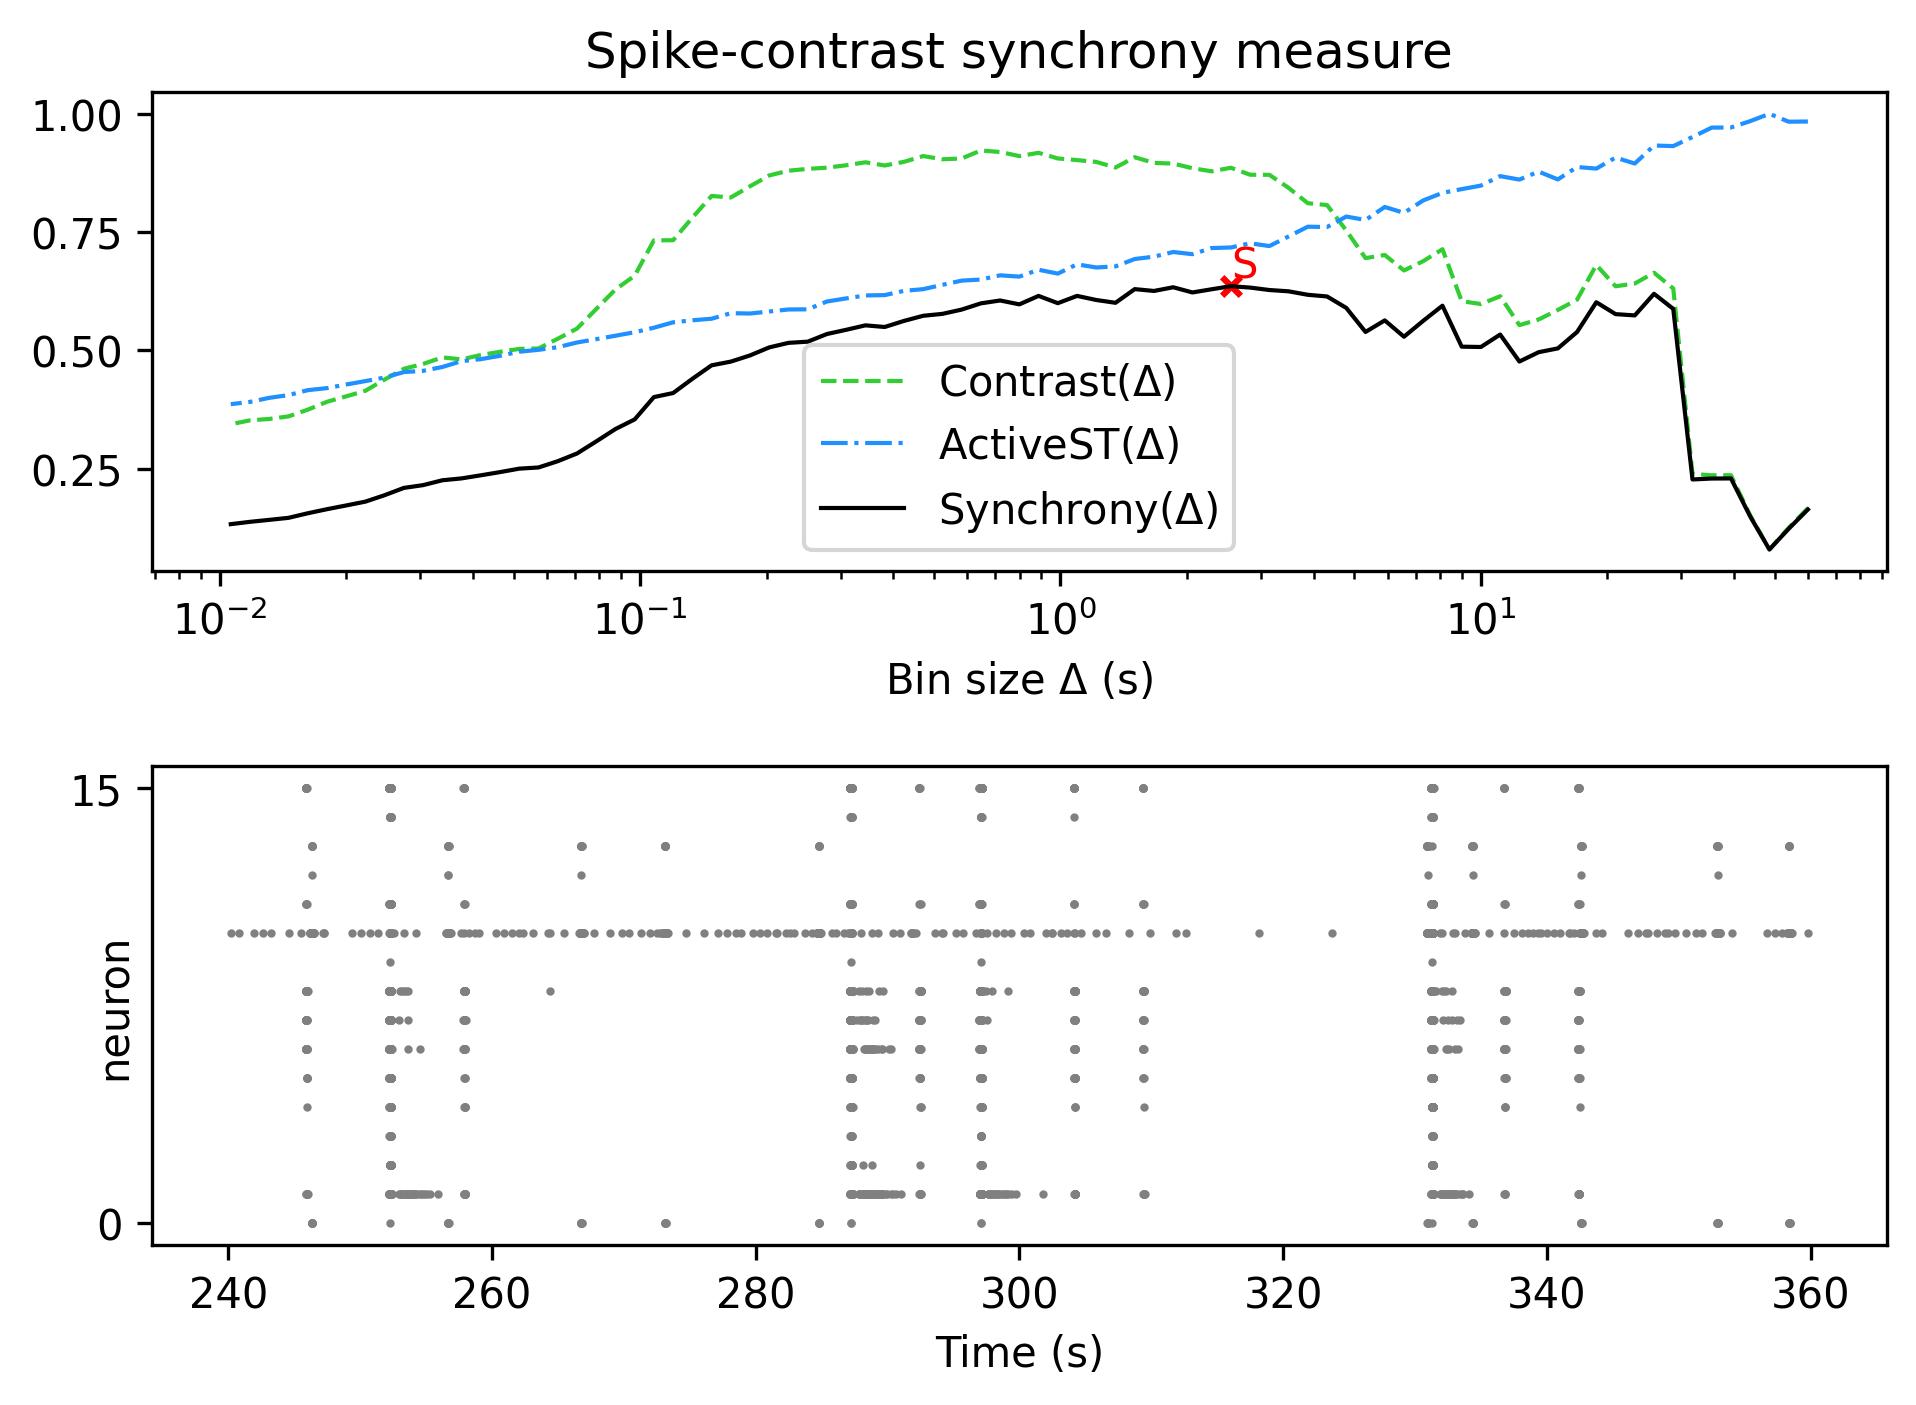 Spike-contrast synchrony measure
1.00
0.75
0.50
0.25
S
Contrast(Δ)
ActiveST(Δ)
Synchrony(Δ)
10⁻² 10⁻¹ 10⁰ 10¹
Bin size Δ (s)
15
neuron
0
240 260 280 300 320 340 360
Time (s)